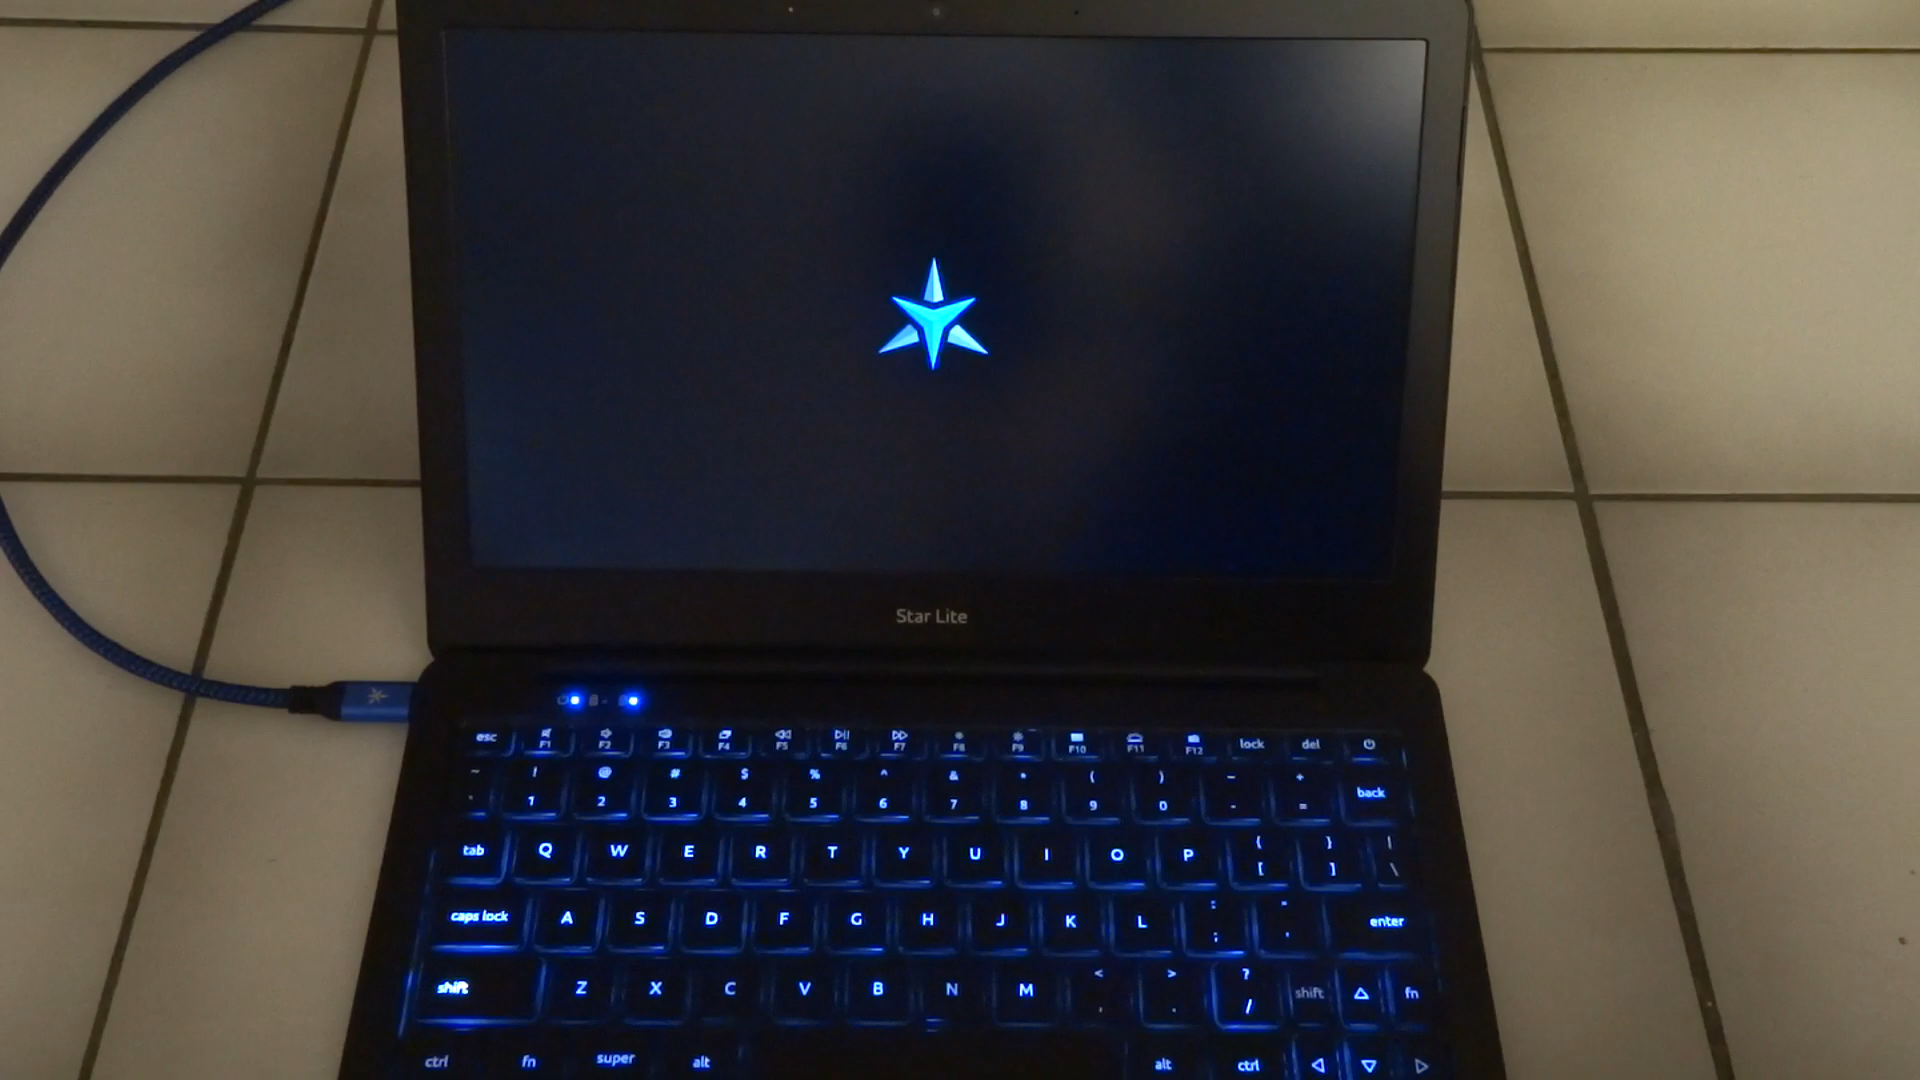 Star Lite
esc F1 F2 F3 F4 F5 F6 F7 F8 F9 F10 F11 F12 lock del
~ ! @ # $ % ^ & * ( ) _ +
` 1 2 3 4 5 6 7 8 9 0 - = back
tab Q W E R T Y U I O P { [ } ] | \
caps lock A S D F G H J K L : ; " ' enter
shift Z X C V B N M < , > . ? / shift fn
ctrl fn super alt alt ctrl